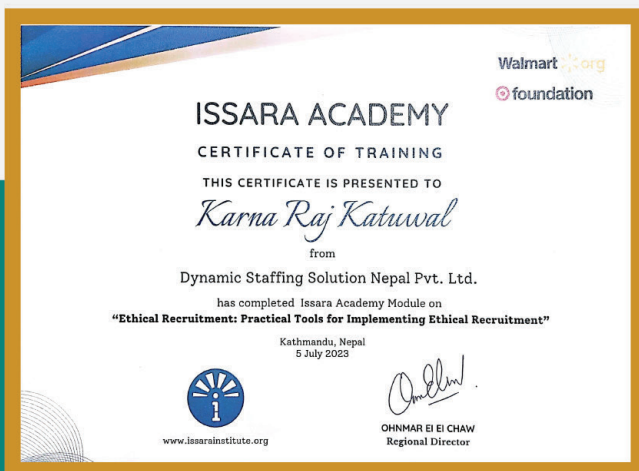 Walmart org
foundation
ISSARA ACADEMY
CERTIFICATE OF TRAINING
THIS CERTIFICATE IS PRESENTED TO
Karna Raj Katuwal
from
Dynamic Staffing Solution Nepal Pvt. Ltd.
has completed Issara Academy Module on
“Ethical Recruitment: Practical Tools for Implementing Ethical Recruitment”
Kathmandu, Nepal
5 July 2023
www.issarainstitute.org
OHNMAR EI EI CHAW
Regional Director